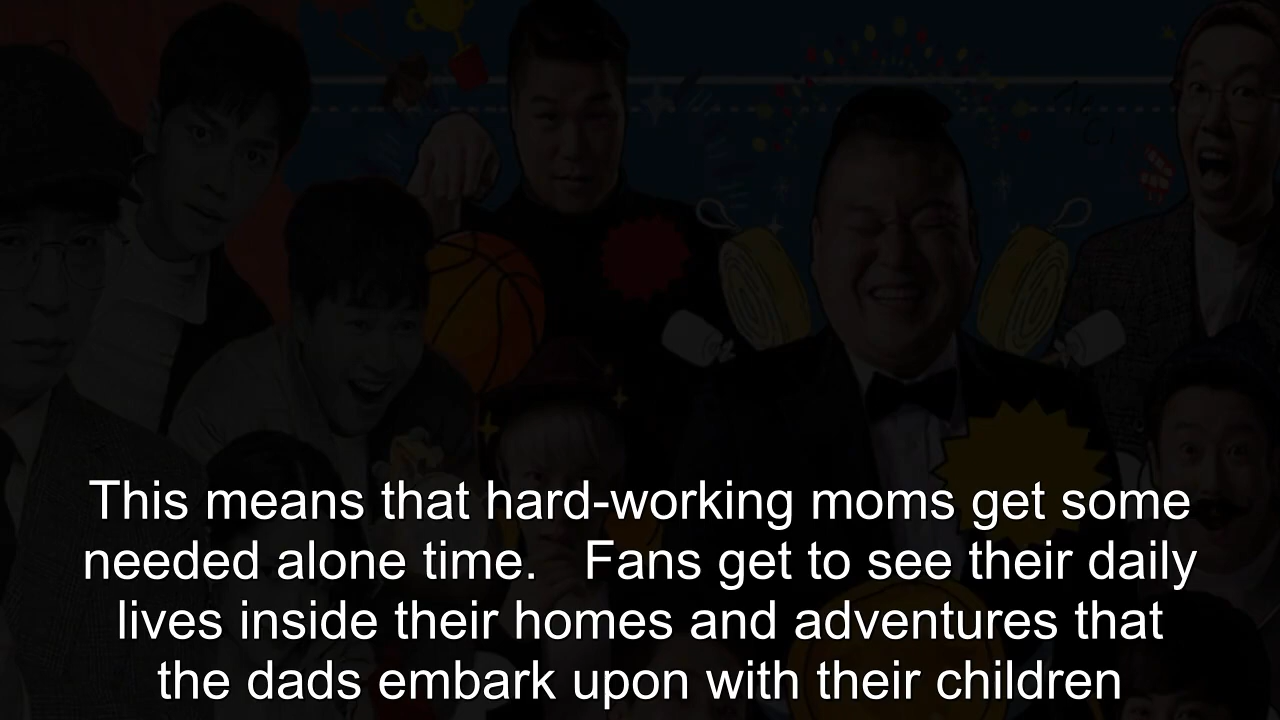 This means that hard-working moms get some
needed alone time.   Fans get to see their daily
lives inside their homes and adventures that
the dads embark upon with their children